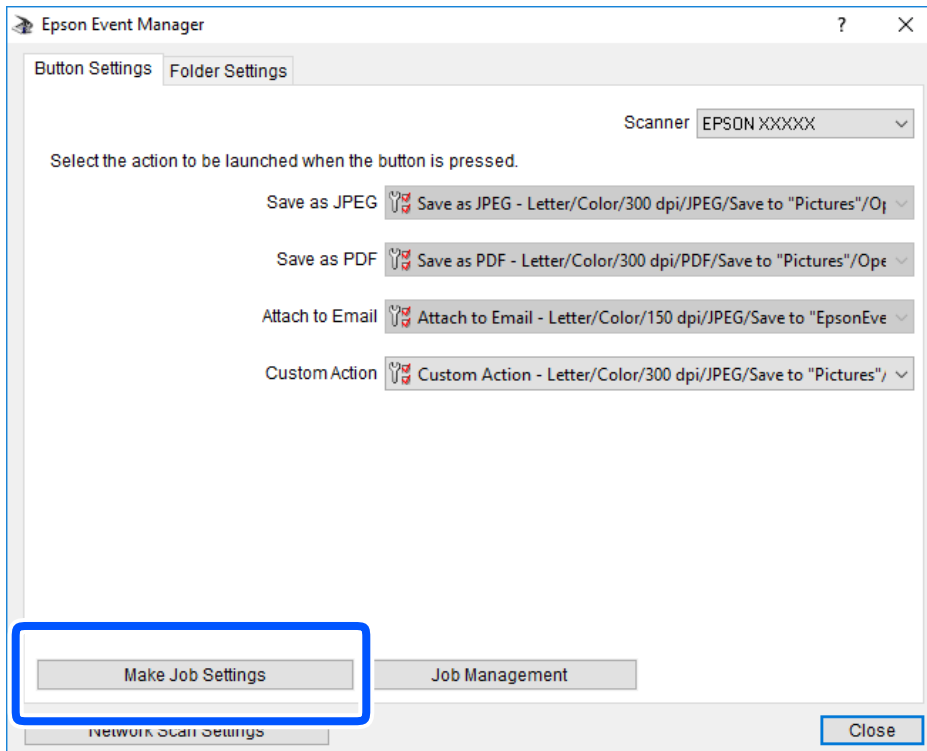 Epson Event Manager
Button Settings
Folder Settings
Scanner EPSON XXXXX
Select the action to be launched when the button is pressed.
Save as JPEG Save as JPEG - Letter/Color/300 dpi/JPEG/Save to "Pictures"/Op
Save as PDF Save as PDF - Letter/Color/300 dpi/PDF/Save to "Pictures"/Ope
Attach to Email Attach to Email - Letter/Color/150 dpi/JPEG/Save to "EpsonEve
Custom Action Custom Action - Letter/Color/300 dpi/JPEG/Save to "Pictures"/
Make Job Settings
Job Management
Network Scan Settings
Close